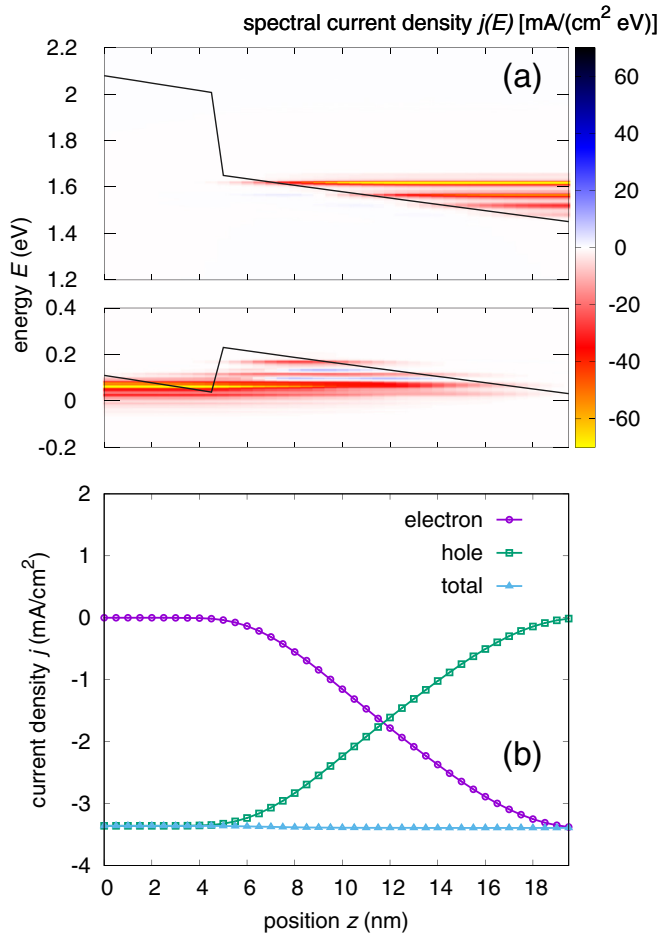 spectral current density j(E) [mA/(cm² eV)]
(a)
2.2
2
1.8
1.6
1.4
1.2
60
40
20
0
-20
-40
-60
0.4
0.2
0
-0.2
energy E (eV)
2
1
0
-1
-2
-3
-4
current density j (mA/cm²)
electron
hole
total
(b)
0 2 4 6 8 10 12 14 16 18
position z (nm)